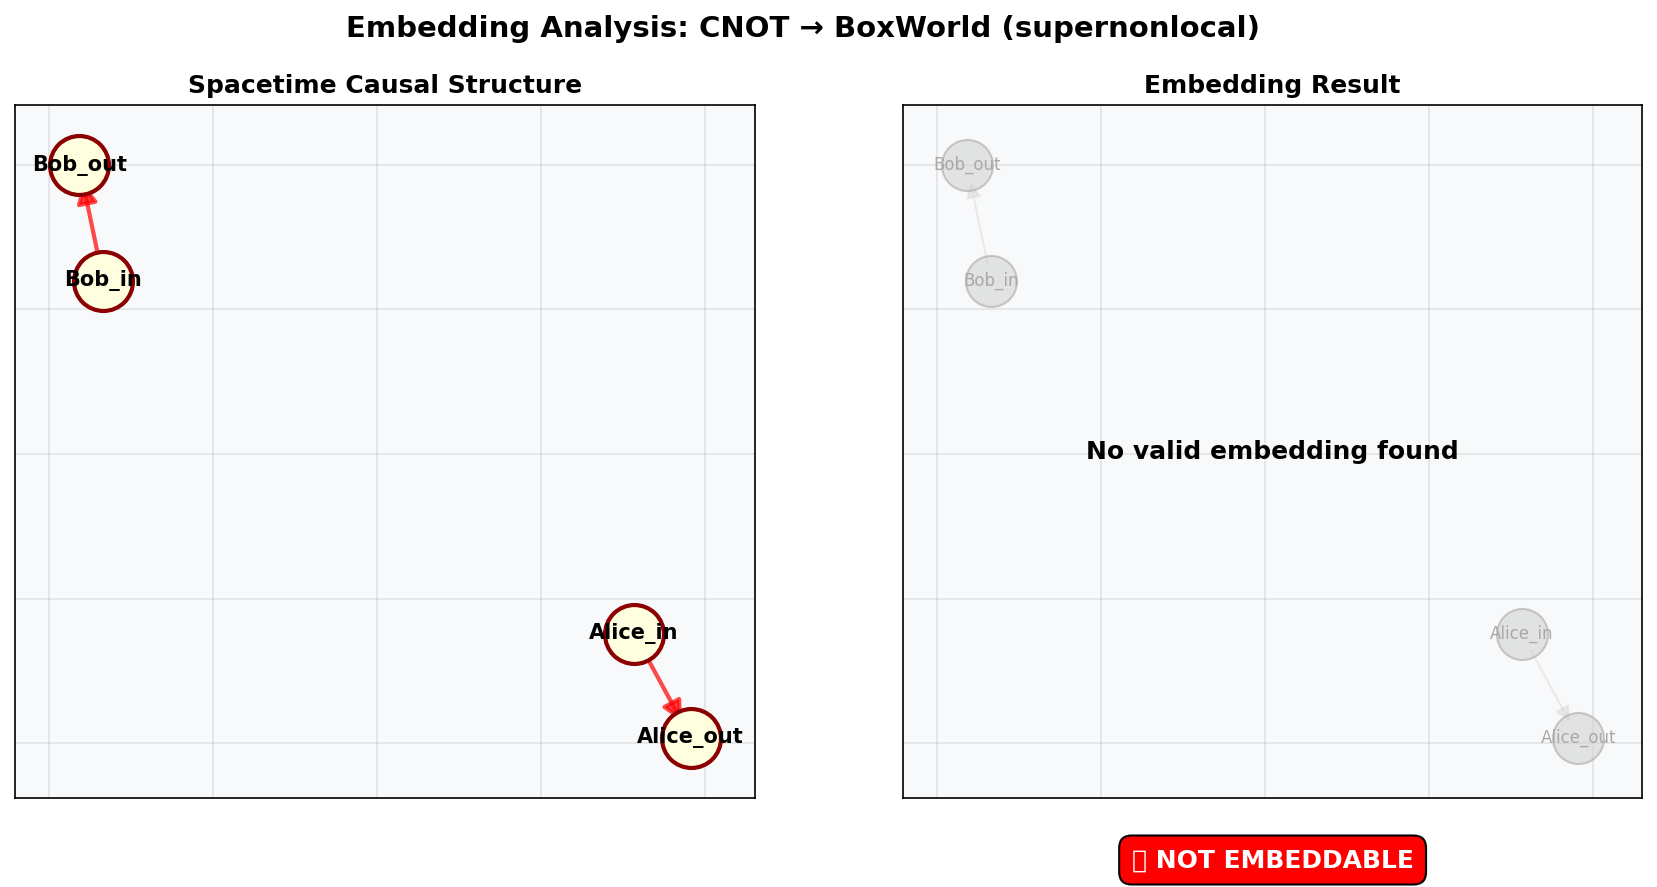 Embedding Analysis: CNOT → BoxWorld (supernonlocal)
Spacetime Causal Structure
Bob_out
Bob_in
Alice_in
Alice_out
Embedding Result
Bob_out
Bob_in
No valid embedding found
Alice_in
Alice_out
NOT EMBEDDABLE